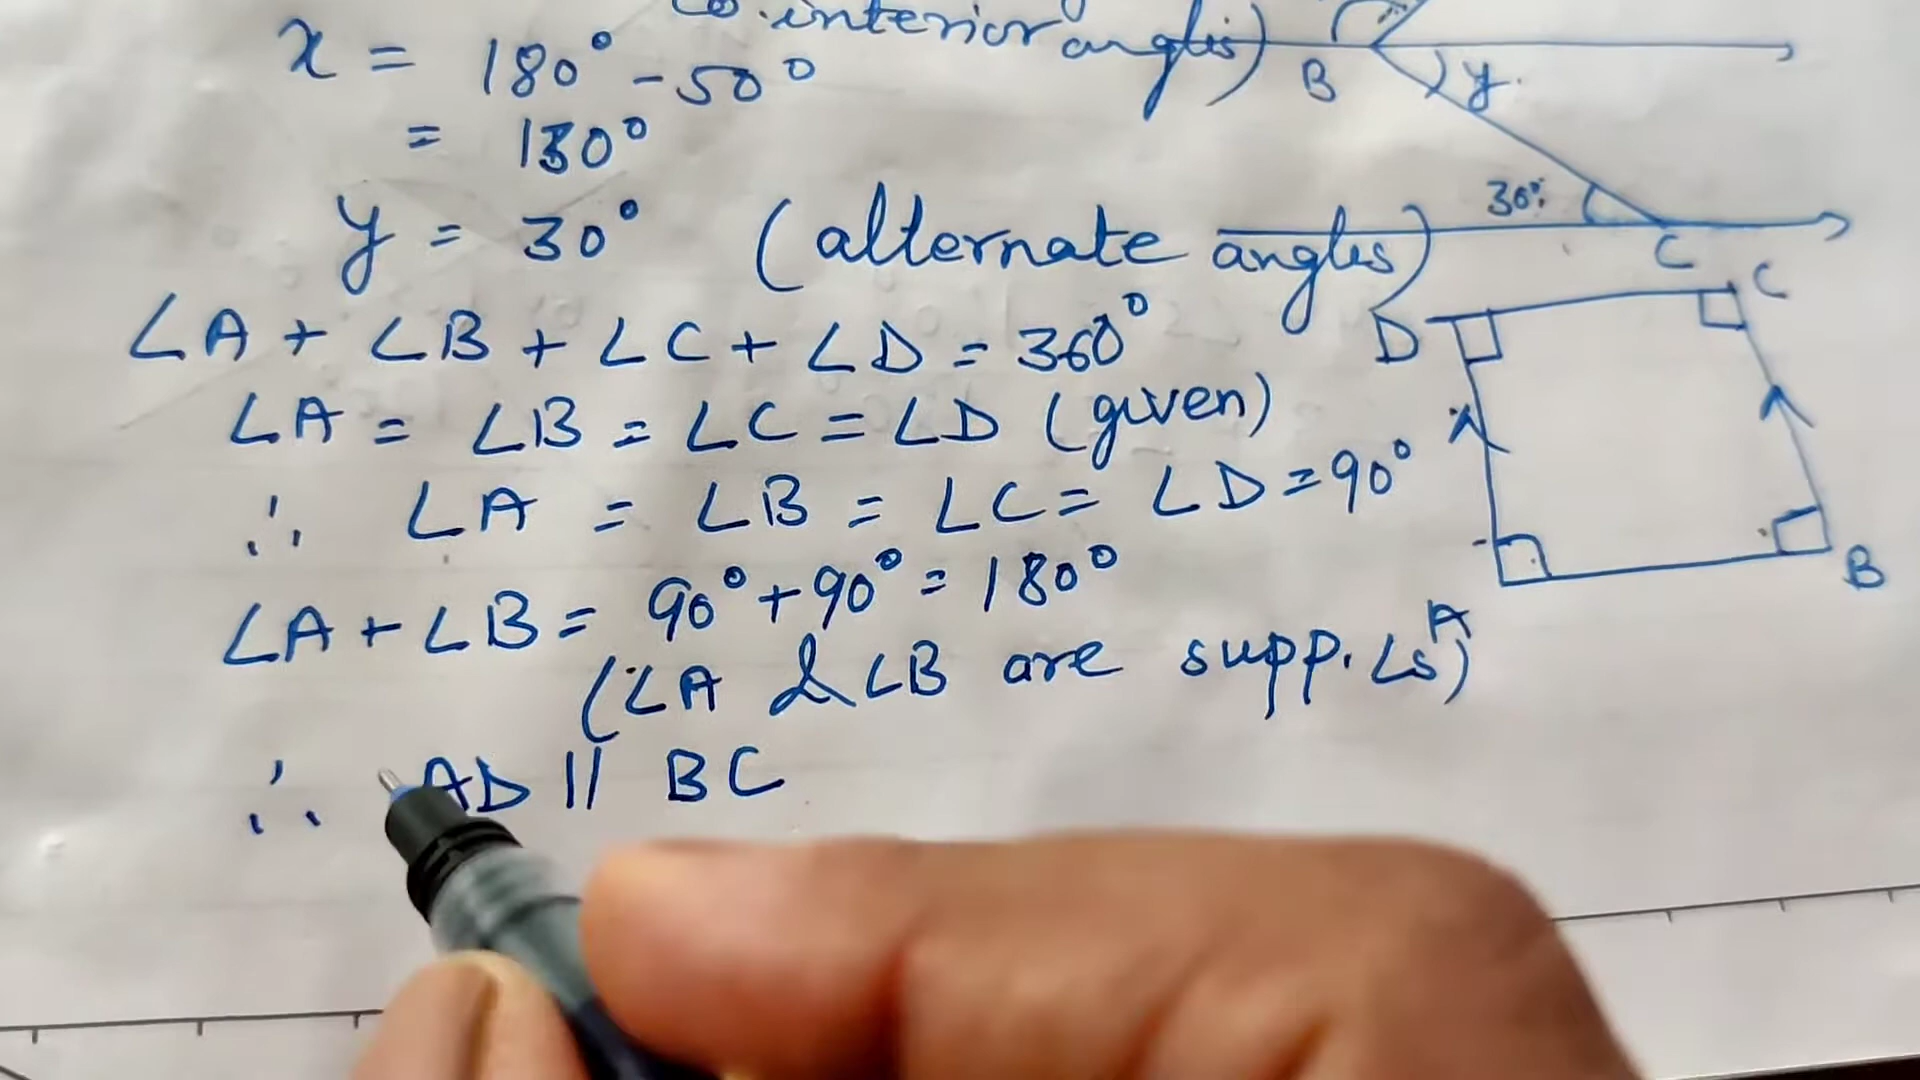 co.interior angles)
x = 180° - 50°
= 130°
y = 30° (alternate angles)
∠A + ∠B + ∠C + ∠D = 360°
∠A = ∠B = ∠C = ∠D (given)
∴ ∠A = ∠B = ∠C = ∠D = 90°
∠A + ∠B = 90° + 90° = 180°
(∠A & ∠B are supp. ∠s)
∴ AD // BC
B
y
30°
C
D
C
A
B